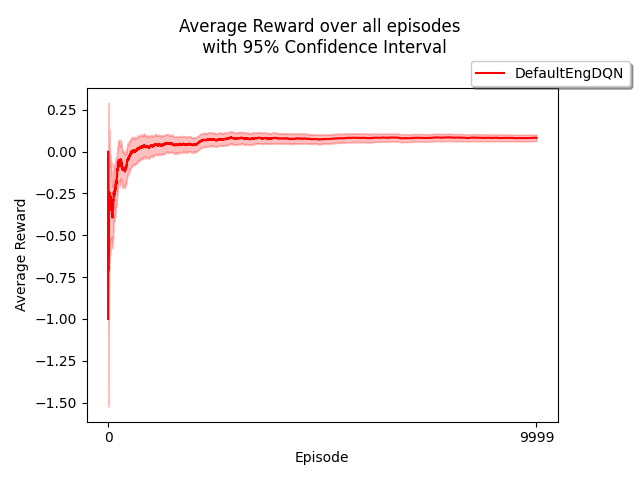 Average Reward over all episodes
with 95% Confidence Interval
DefaultEngDQN
0.25
0.00
−0.25
−0.50
−0.75
−1.00
−1.25
−1.50
Average Reward
0
9999
Episode